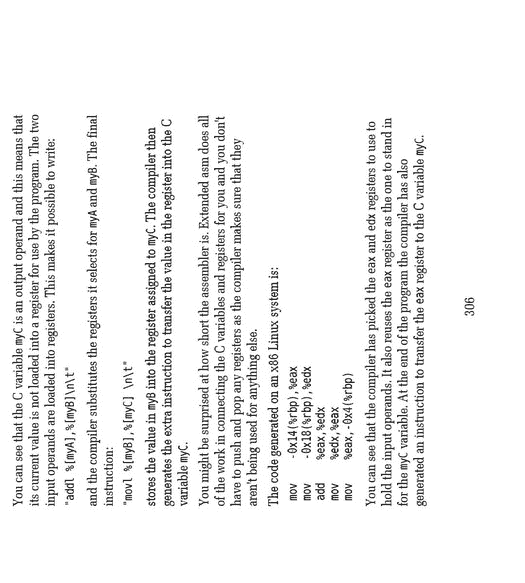 You can see that the C variable myC is an output operand and this means that
its current value is not loaded into a register for use by the program. The two
input operands are loaded into registers. This makes it possible to write:
"addl %[myA],%[myB]\n\t"
and the compiler substitutes the registers it selects for myA and myB. The final
instruction:
"movl %[myB],%[myC] \n\t"
stores the value in myB into the register assigned to myC. The compiler then
generates the extra instruction to transfer the value in the register into the C
variable myC.
You might be surprised at how short the assembler is. Extended asm does all
of the work in connecting the C variables and registers for you and you don't
have to push and pop any registers as the compiler makes sure that they
aren't being used for anything else.
The code generated on an x86 Linux system is:
mov -0x14(%rbp),%eax
mov -0x18(%rbp),%edx
add %eax,%edx
mov %edx,%eax
mov %eax,-0x4(%rbp)
You can see that the compiler has picked the eax and edx registers to use to
hold the input operands. It also reuses the eax register as the one to stand in
for the myC variable. At the end of the program the compiler has also
generated an instruction to transfer the eax register to the C variable myC.
306